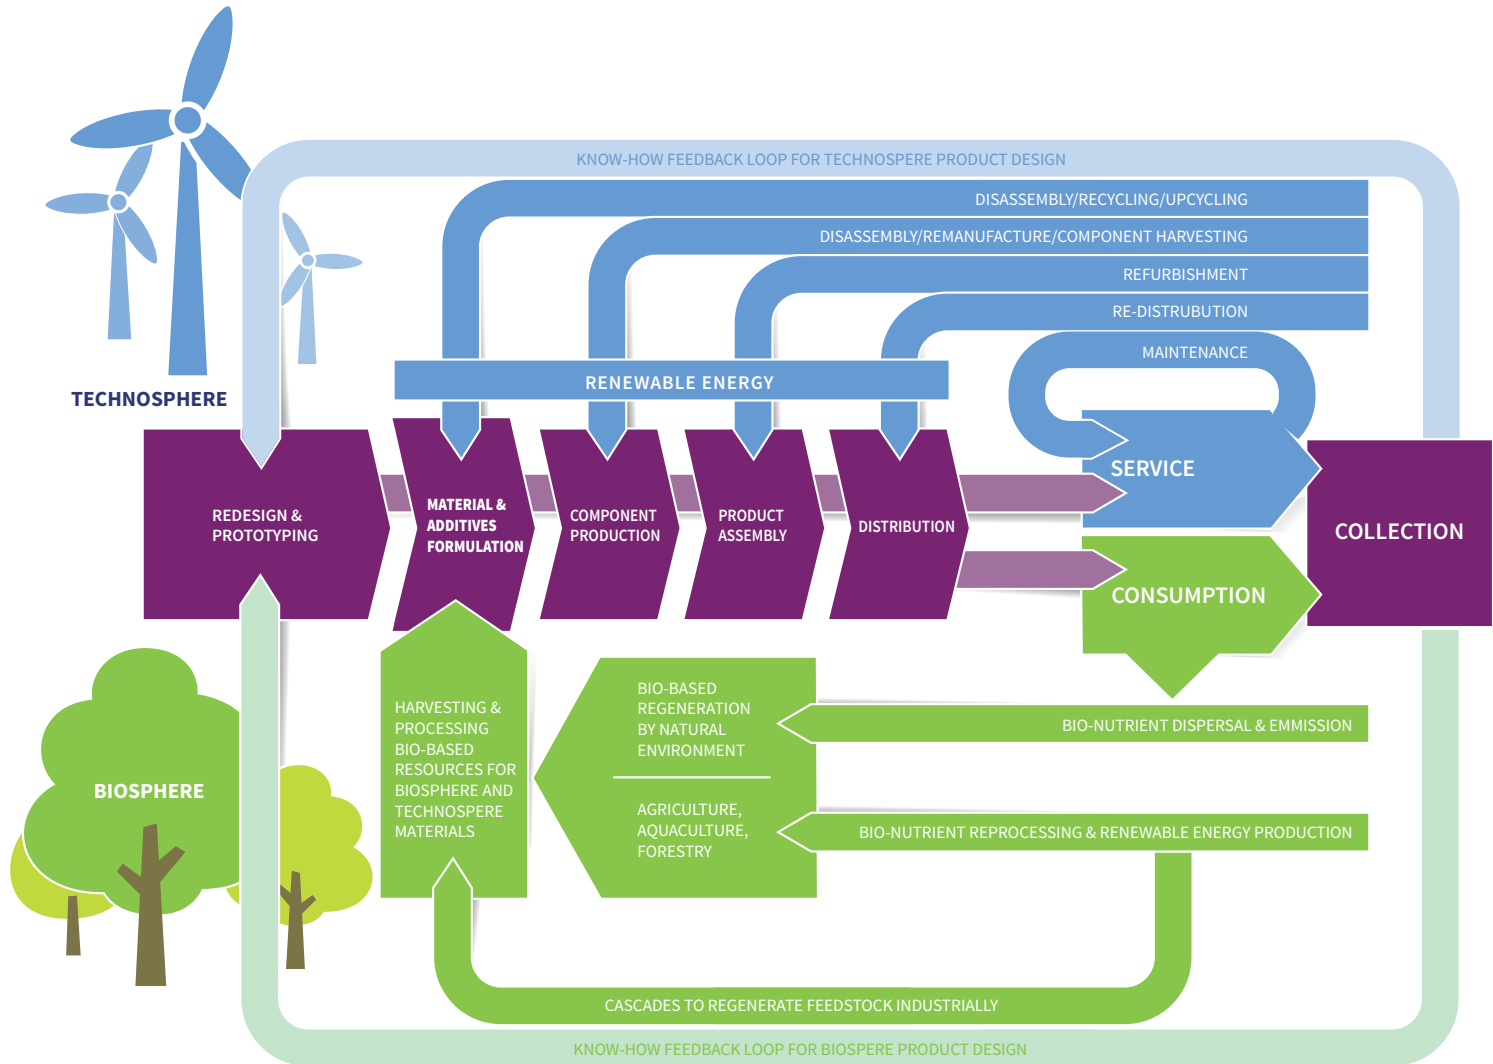 KNOW-HOW FEEDBACK LOOP FOR TECHNOSPERE PRODUCT DESIGN
DISASSEMBLY/RECYCLING/UPCYCLING
DISASSEMBLY/REMANUFACTURE/COMPONENT HARVESTING
REFURBISHMENT
RE-DISTRUBUTION
MAINTENANCE
RENEWABLE ENERGY
TECHNOSPHERE
REDESIGN &
PROTOTYPING
MATERIAL &
ADDITIVES
FORMULATION
COMPONENT
PRODUCTION
PRODUCT
ASSEMBLY
DISTRIBUTION
SERVICE
CONSUMPTION
COLLECTION
BIOSPHERE
HARVESTING &
PROCESSING
BIO-BASED
RESOURCES FOR
BIOSPHERE AND
TECHNOSPERE
MATERIALS
BIO-BASED
REGENERATION
BY NATURAL
ENVIRONMENT
AGRICULTURE,
AQUACULTURE,
FORESTRY
BIO-NUTRIENT DISPERSAL & EMMISSION
BIO-NUTRIENT REPROCESSING & RENEWABLE ENERGY PRODUCTION
CASCADES TO REGENERATE FEEDSTOCK INDUSTRIALLY
KNOW-HOW FEEDBACK LOOP FOR BIOSPERE PRODUCT DESIGN